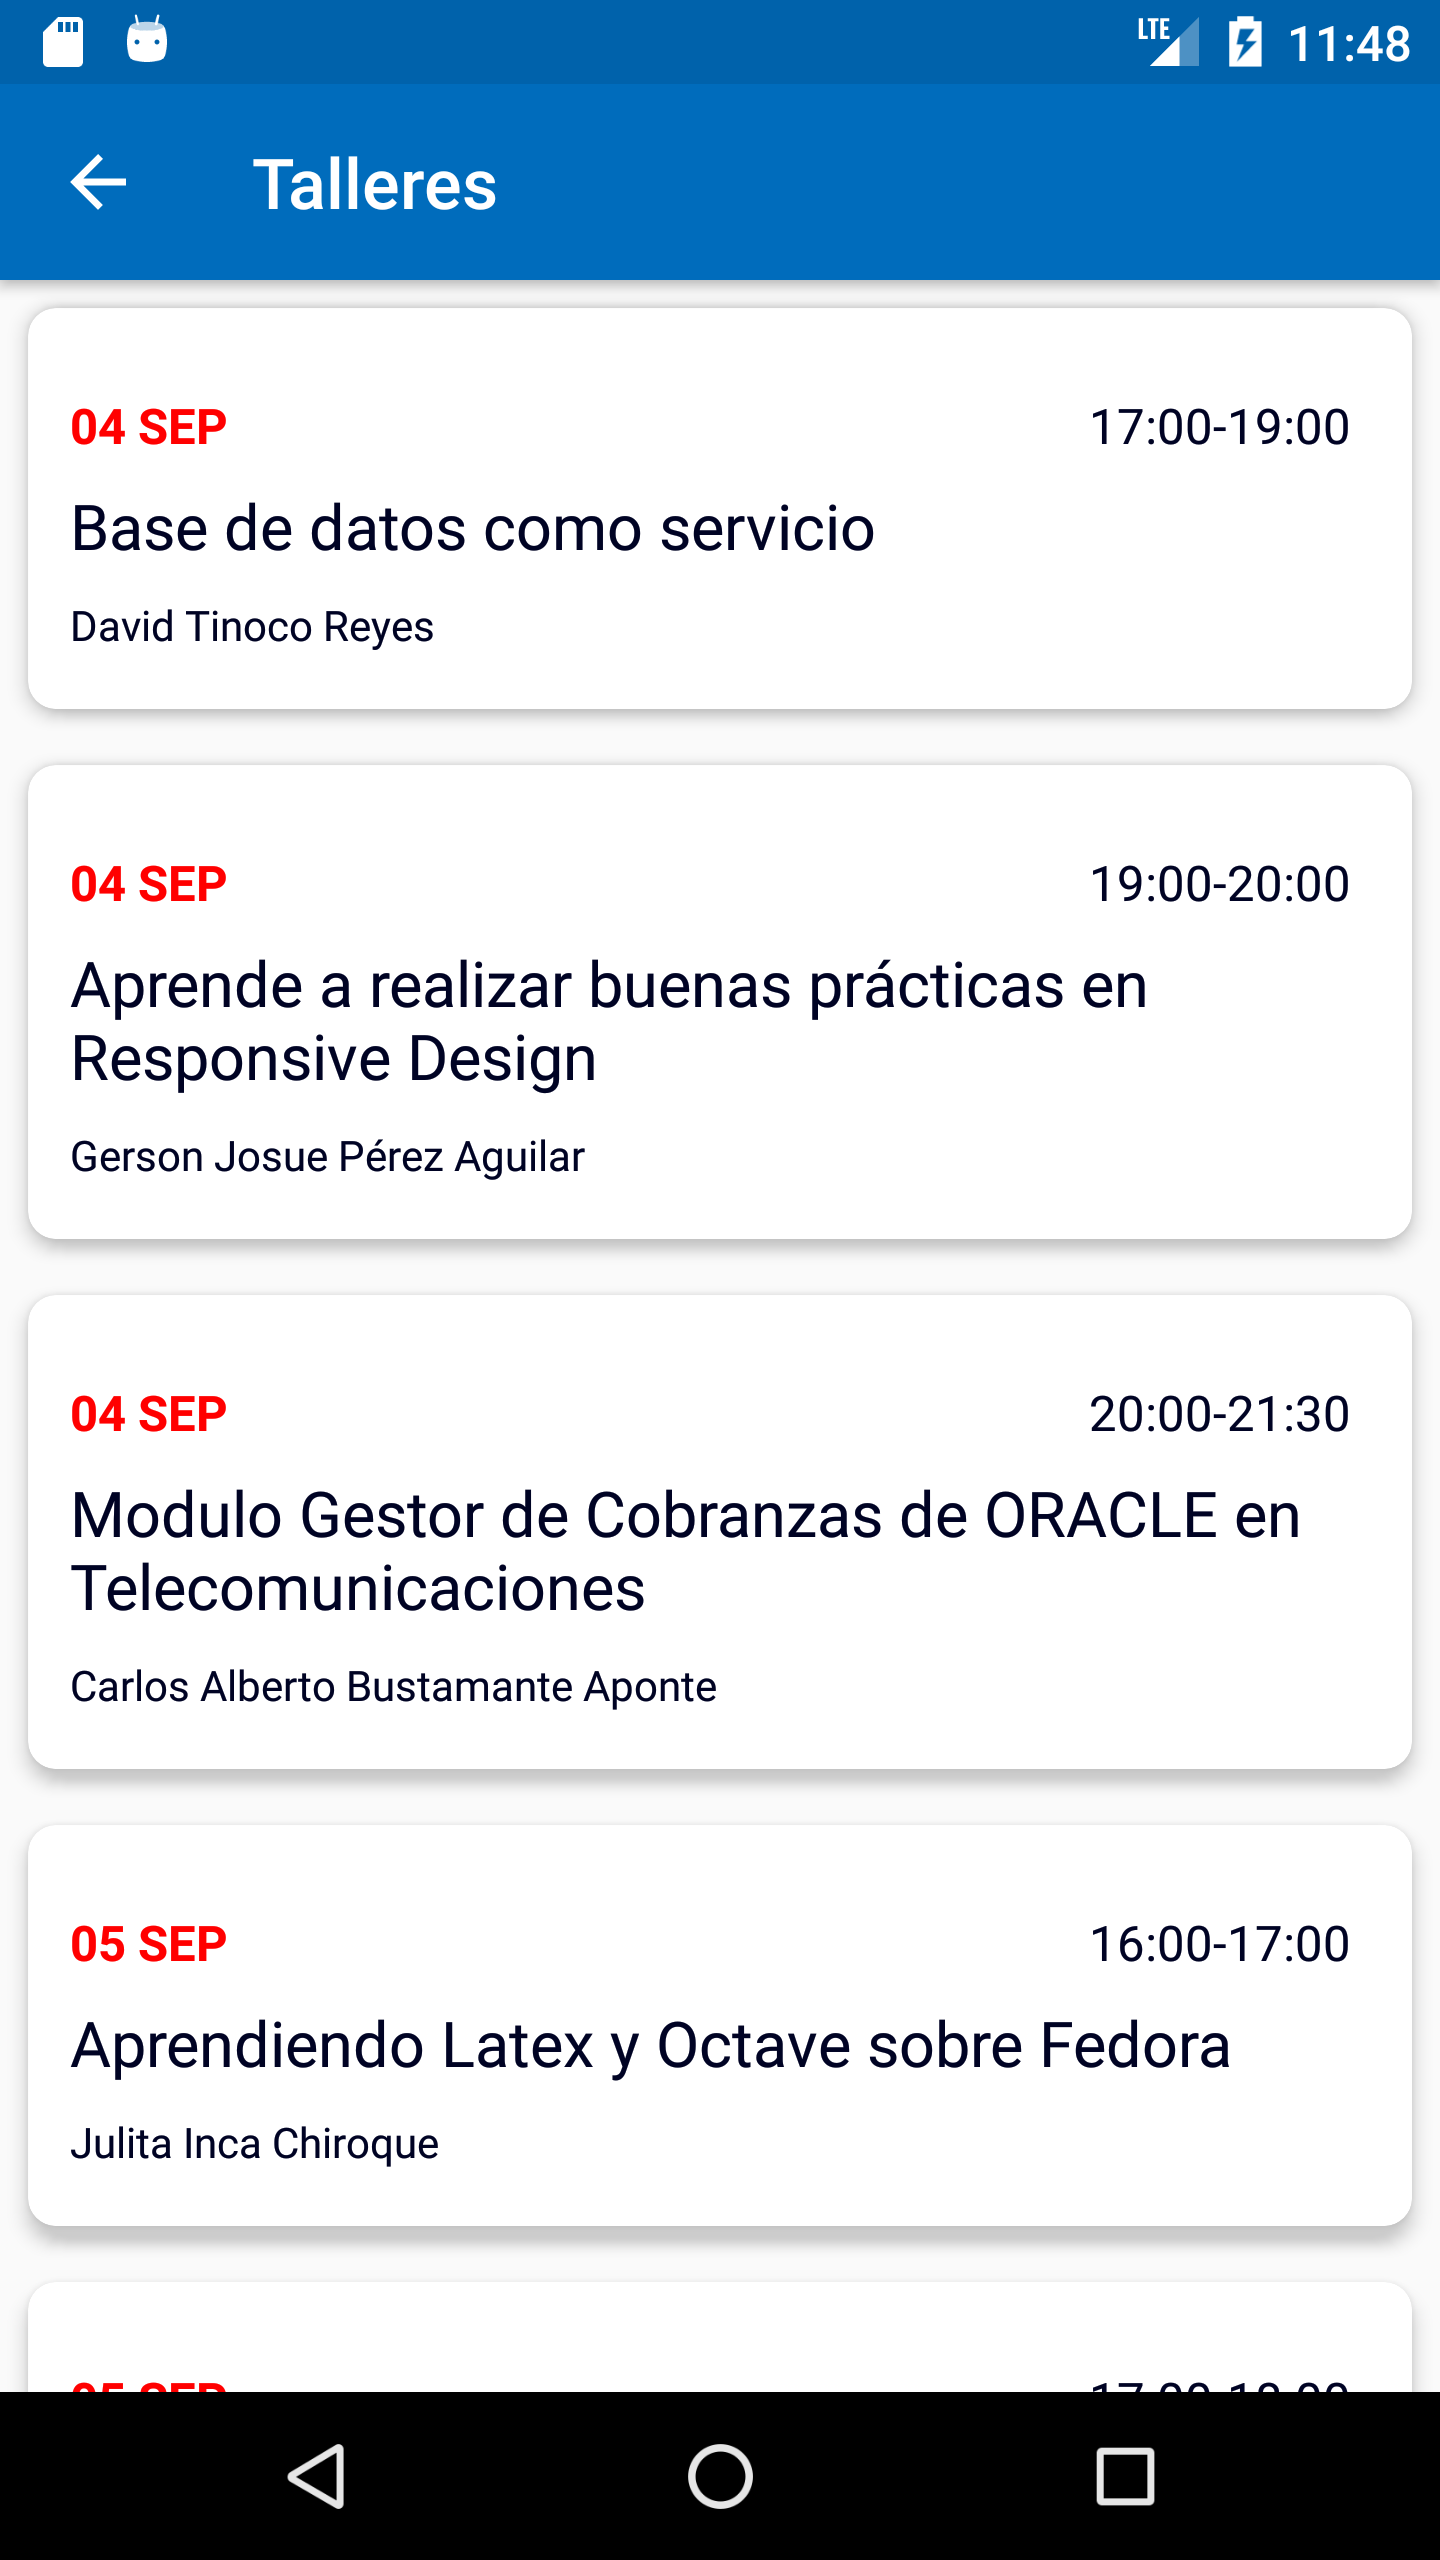 LTE 11:48
Talleres
04 SEP 17:00-19:00
Base de datos como servicio
David Tinoco Reyes
04 SEP 19:00-20:00
Aprende a realizar buenas prácticas en
Responsive Design
Gerson Josue Pérez Aguilar
04 SEP 20:00-21:30
Modulo Gestor de Cobranzas de ORACLE en
Telecomunicaciones
Carlos Alberto Bustamante Aponte
05 SEP 16:00-17:00
Aprendiendo Latex y Octave sobre Fedora
Julita Inca Chiroque
05 SEP